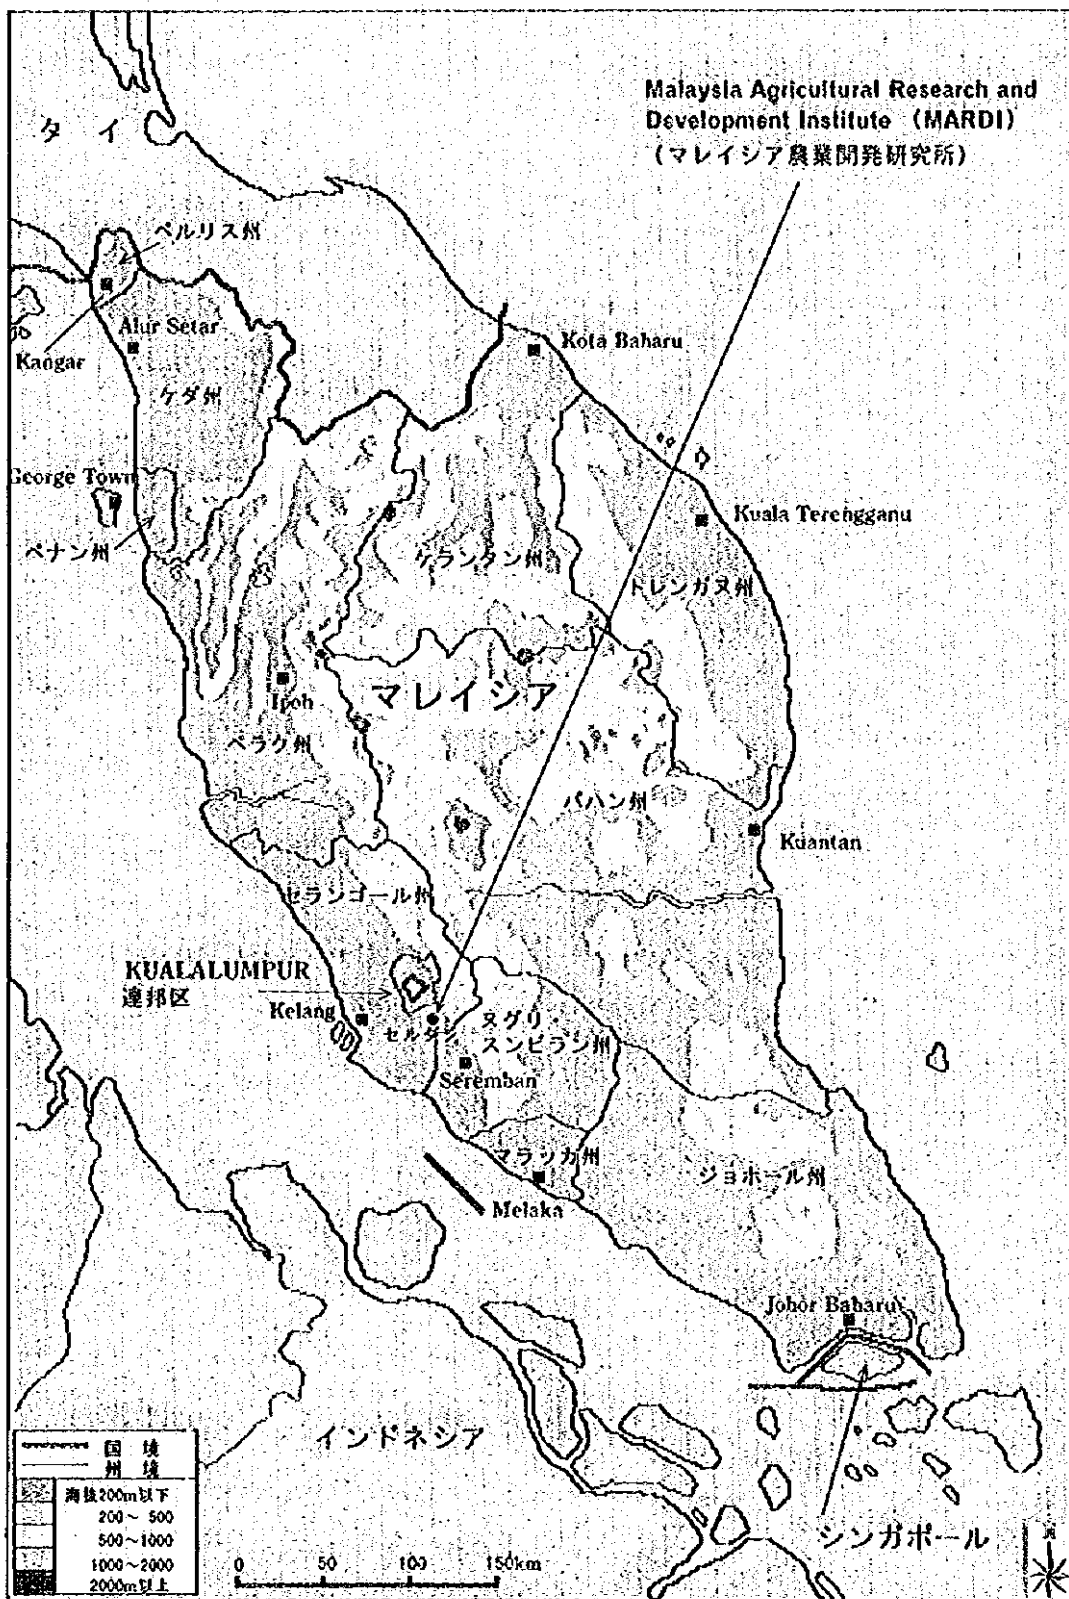 Malaysia Agricultural Research and
Development Institute (MARDI)
(マレイシア農業開発研究所)
タイ
ペルリス州
Alur Setar
Kangar
ケダ州
Kota Baharu
George Town
ペナン州
Kuala Terengganu
ケランタン州
トレンガヌ州
マレイシア
Ipoh
ペラク州
パハン州
Kuantan
セランゴール州
KUALALUMPUR
連邦区
Kelang
セルダン
ヌグリ・
スンビラン州
Seremban
マラッカ州
Melaka
ジョホール州
Johor Baharu
インドネシア
シンガポール
国境
州境
海抜200m以下
200~500
500~1000
1000~2000
2000m以上
0 50 100 150km